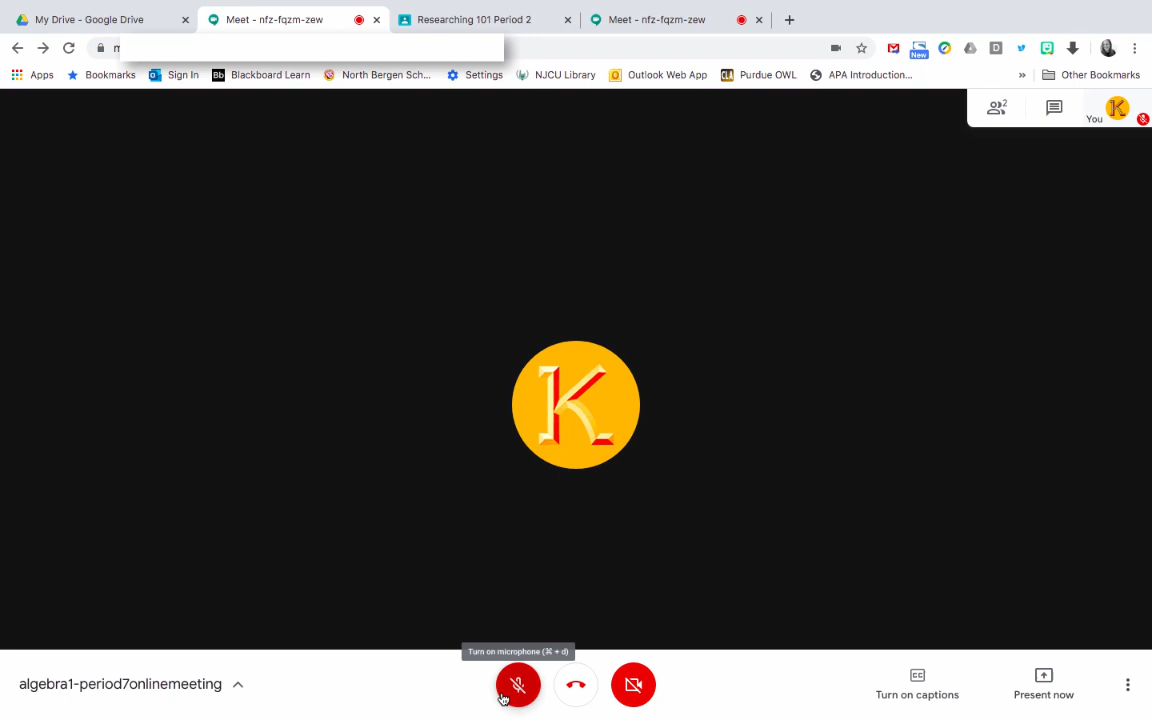 My Drive - Google Drive
Meet - nfz-fqzm-zew
Researching 101 Period 2
Meet - nfz-fqzm-zew
New
D
Apps
Bookmarks
Sign In
Bb Blackboard Learn
North Bergen Sch...
Settings
NJCU Library
Outlook Web App
CLA Purdue OWL
APA Introduction...
»
Other Bookmarks
2
You
K
K
Turn on microphone (⌘ + d)
algebra1-period7onlinemeeting
Turn on captions
Present now